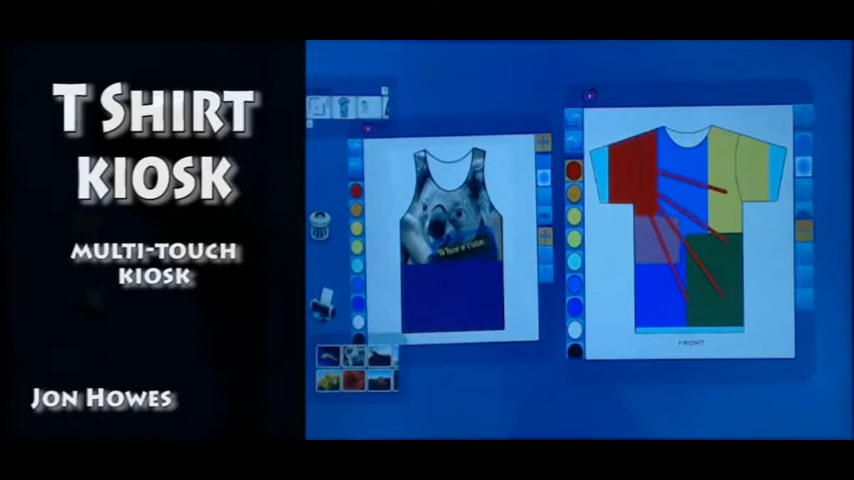 T SHIRT
KIOSK
MULTI-TOUCH
KIOSK
JON HOWES
FRONT